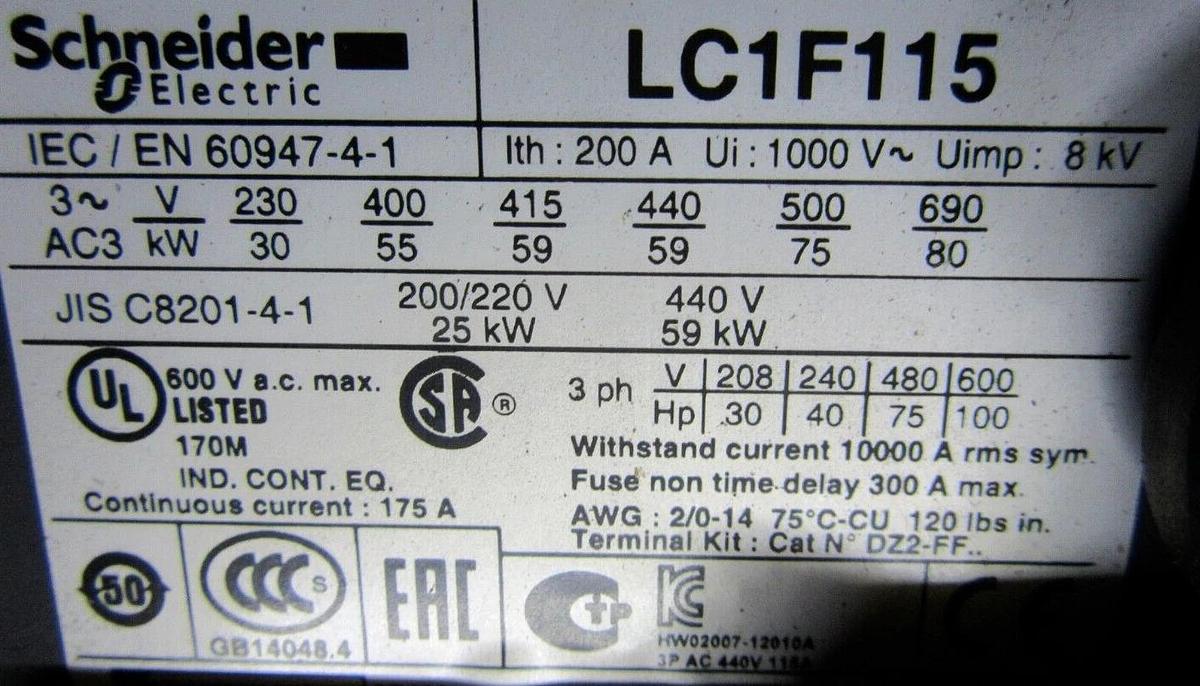 Schneider
Electric
LC1F115
IEC / EN 60947-4-1
Ith : 200 A Ui : 1000 V~ Uimp : 8 kV
3~ V 230 400 415 440 500 690
AC3 kW 30 55 59 59 75 80
JIS C8201-4-1
200/220 V 440 V
25 kW 59 kW
UL
600 V a.c. max.
LISTED
170M
IND. CONT. EQ.
Continuous current : 175 A
SA ®
3 ph V 208 240 480 600
Hp 30 40 75 100
Withstand current 10000 A rms sym.
Fuse non time delay 300 A max.
AWG : 2/0-14 75°C-CU 120 lbs in.
Terminal Kit : Cat N° DZ2-FF..
50
CCC S
GB14048.4
EAC
Ctp
KC
HW02007-12010A
3P AC 440V